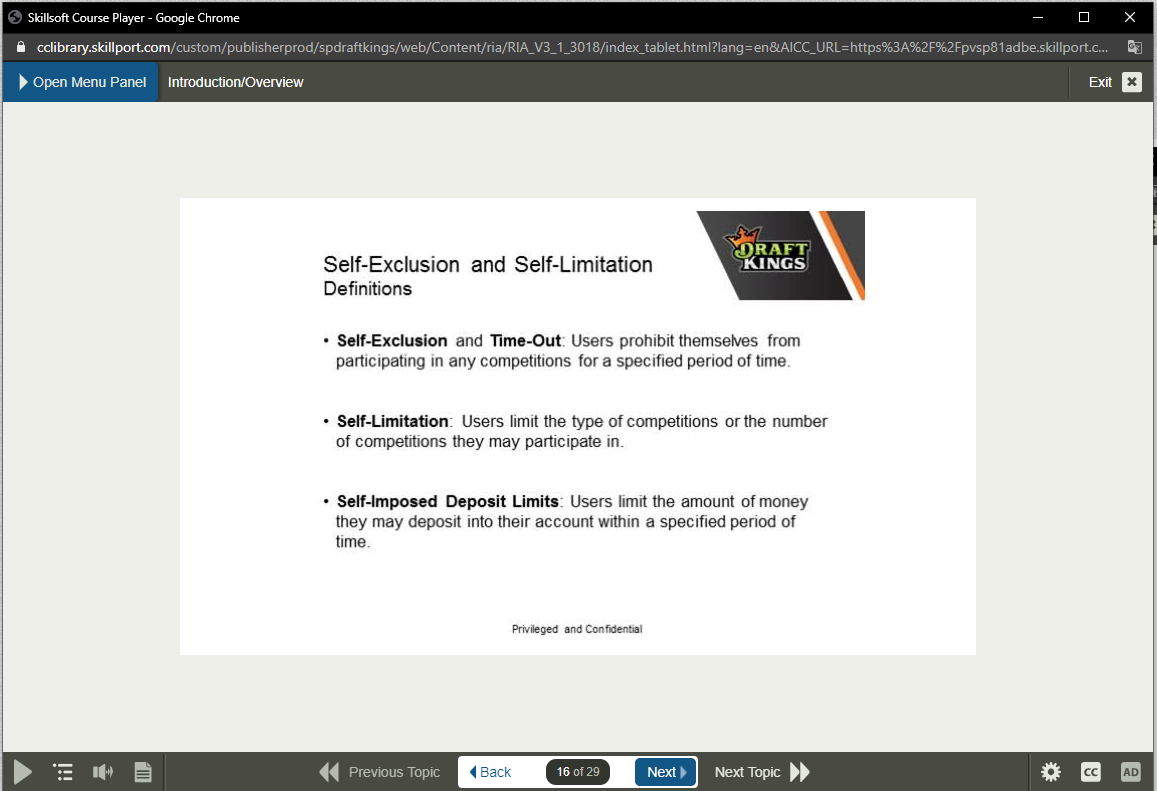 Skillsoft Course Player - Google Chrome
cclibrary.skillport.com/custom/publisherprod/spdraftkings/web/Content/ria/RIA_V3_1_3018/index_tablet.html?lang=en&AICC_URL=https%3A%2F%2Fpvsp81adbe.skillport.c...
Open Menu Panel Introduction/Overview Exit
DRAFT
KINGS
Self-Exclusion and Self-Limitation
Definitions
• Self-Exclusion and Time-Out: Users prohibit themselves from
participating in any competitions for a specified period of time.
• Self-Limitation: Users limit the type of competitions or the number
of competitions they may participate in.
• Self-Imposed Deposit Limits: Users limit the amount of money
they may deposit into their account within a specified period of
time.
Privileged and Confidential
Previous Topic Back 16 of 29 Next Next Topic CC AD